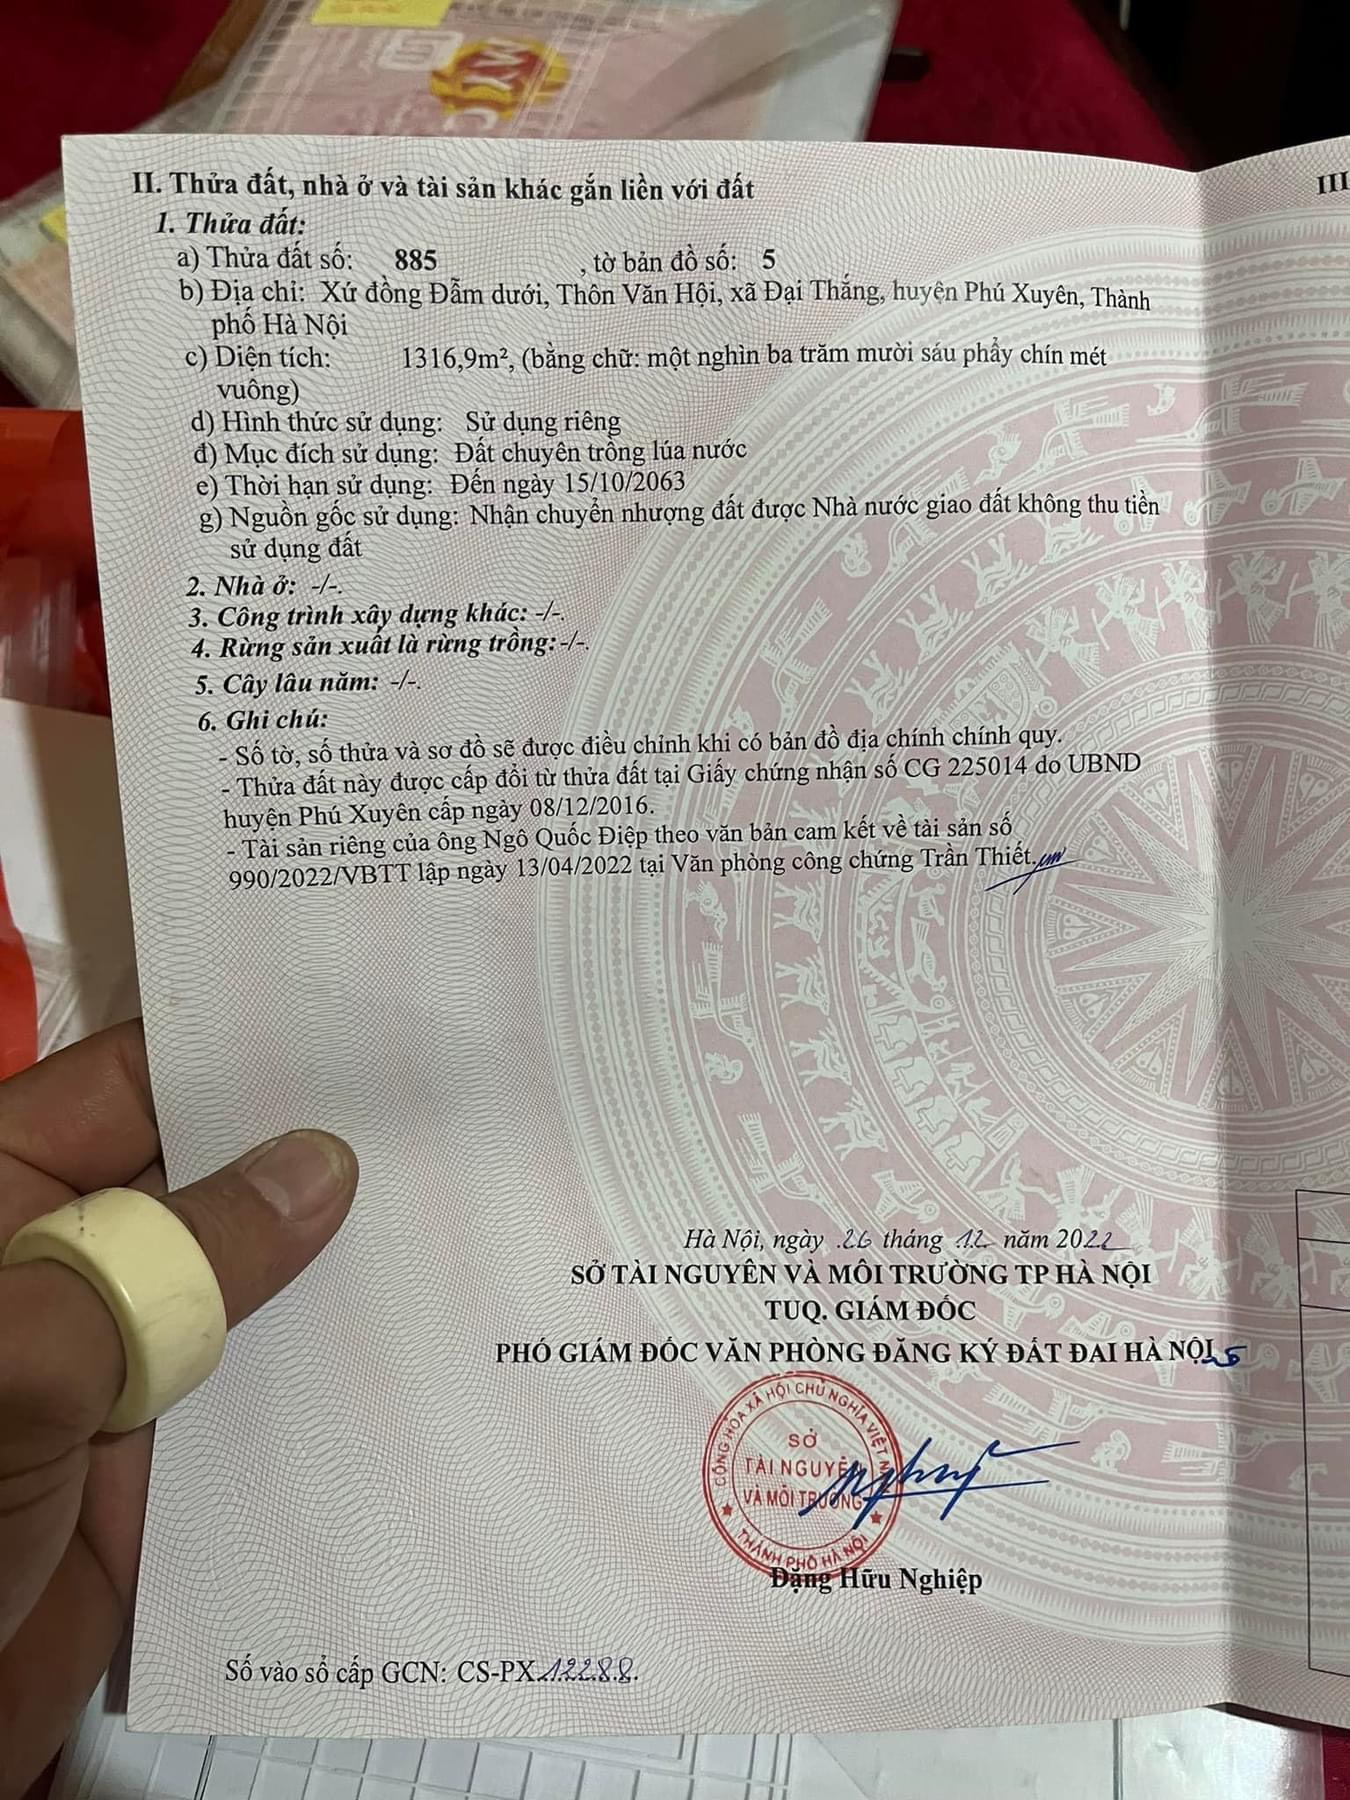 II. Thửa đất, nhà ở và tài sản khác gắn liền với đất
III
1. Thửa đất:
a) Thửa đất số: 885 , tờ bản đồ số: 5
b) Địa chỉ: Xứ đồng Đẫm dưới, Thôn Văn Hội, xã Đại Thắng, huyện Phú Xuyên, Thành
phố Hà Nội
c) Diện tích: 1316,9m², (bằng chữ: một nghìn ba trăm mười sáu phẩy chín mét
vuông)
d) Hình thức sử dụng: Sử dụng riêng
đ) Mục đích sử dụng: Đất chuyên trồng lúa nước
e) Thời hạn sử dụng: Đến ngày 15/10/2063
g) Nguồn gốc sử dụng: Nhận chuyển nhượng đất được Nhà nước giao đất không thu tiền
sử dụng đất
2. Nhà ở: -/-.
3. Công trình xây dựng khác: -/-.
4. Rừng sản xuất là rừng trồng: -/-.
5. Cây lâu năm: -/-.
6. Ghi chú:
- Số tờ, số thửa và sơ đồ sẽ được điều chỉnh khi có bản đồ địa chính chính quy.
- Thửa đất này được cấp đổi từ thửa đất tại Giấy chứng nhận số CG 225014 do UBND
huyện Phú Xuyên cấp ngày 08/12/2016.
- Tài sản riêng của ông Ngô Quốc Điệp theo văn bản cam kết về tài sản số
990/2022/VBTT lập ngày 13/04/2022 tại Văn phòng công chứng Trần Thiết.
Hà Nội, ngày 26 tháng 12 năm 2022
SỞ TÀI NGUYÊN VÀ MÔI TRƯỜNG TP HÀ NỘI
TUQ. GIÁM ĐỐC
PHÓ GIÁM ĐỐC VĂN PHÒNG ĐĂNG KÝ ĐẤT ĐAI HÀ NỘI
CỘNG HÒA XÃ HỘI CHỦ NGHĨA VIỆT N
SỞ
TÀI NGUYÊN
VÀ MÔI TRƯỜNG
THÀNH PHỐ HÀ NỘI
Đặng Hữu Nghiệp
Số vào sổ cấp GCN: CS-PX 12288.